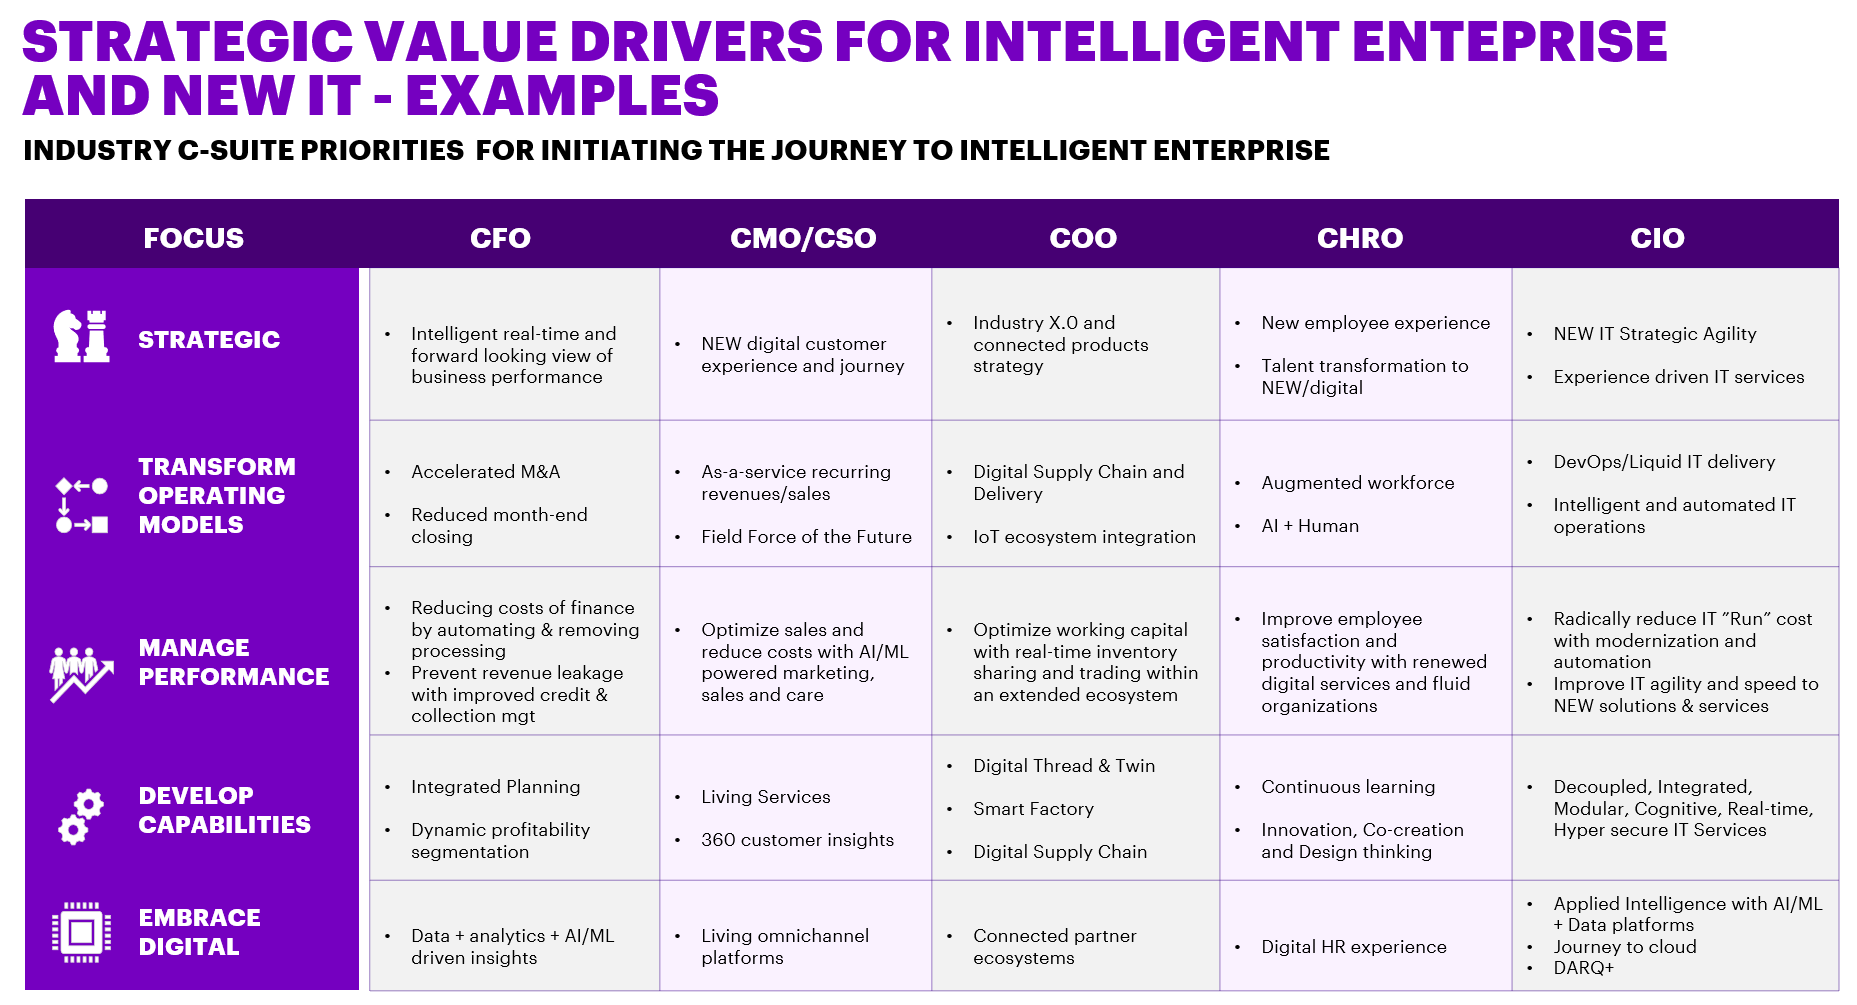 STRATEGIC VALUE DRIVERS FOR INTELLIGENT ENTEPRISE
AND NEW IT - EXAMPLES
INDUSTRY C-SUITE PRIORITIES FOR INITIATING THE JOURNEY TO INTELLIGENT ENTERPRISE
FOCUS
CFO
CMO/CSO
COO
CHRO
CIO
STRATEGIC
• Intelligent real-time and
forward looking view of
business performance
• NEW digital customer
experience and journey
• Industry X.0 and
connected products
strategy
• New employee experience
• Talent transformation to
NEW/digital
• NEW IT Strategic Agility
• Experience driven IT services
TRANSFORM
OPERATING
MODELS
• Accelerated M&A
• Reduced month-end
closing
• As-a-service recurring
revenues/sales
• Field Force of the Future
• Digital Supply Chain and
Delivery
• IoT ecosystem integration
• Augmented workforce
• AI + Human
• DevOps/Liquid IT delivery
• Intelligent and automated IT
operations
MANAGE
PERFORMANCE
• Reducing costs of finance
by automating & removing
processing
• Prevent revenue leakage
with improved credit &
collection mgt
• Optimize sales and
reduce costs with AI/ML
powered marketing,
sales and care
• Optimize working capital
with real-time inventory
sharing and trading within
an extended ecosystem
• Improve employee
satisfaction and
productivity with renewed
digital services and fluid
organizations
• Radically reduce IT ”Run” cost
with modernization and
automation
• Improve IT agility and speed to
NEW solutions & services
DEVELOP
CAPABILITIES
• Integrated Planning
• Dynamic profitability
segmentation
• Living Services
• 360 customer insights
• Digital Thread & Twin
• Smart Factory
• Digital Supply Chain
• Continuous learning
• Innovation, Co-creation
and Design thinking
• Decoupled, Integrated,
Modular, Cognitive, Real-time,
Hyper secure IT Services
EMBRACE
DIGITAL
• Data + analytics + AI/ML
driven insights
• Living omnichannel
platforms
• Connected partner
ecosystems
• Digital HR experience
• Applied Intelligence with AI/ML
+ Data platforms
• Journey to cloud
• DARQ+